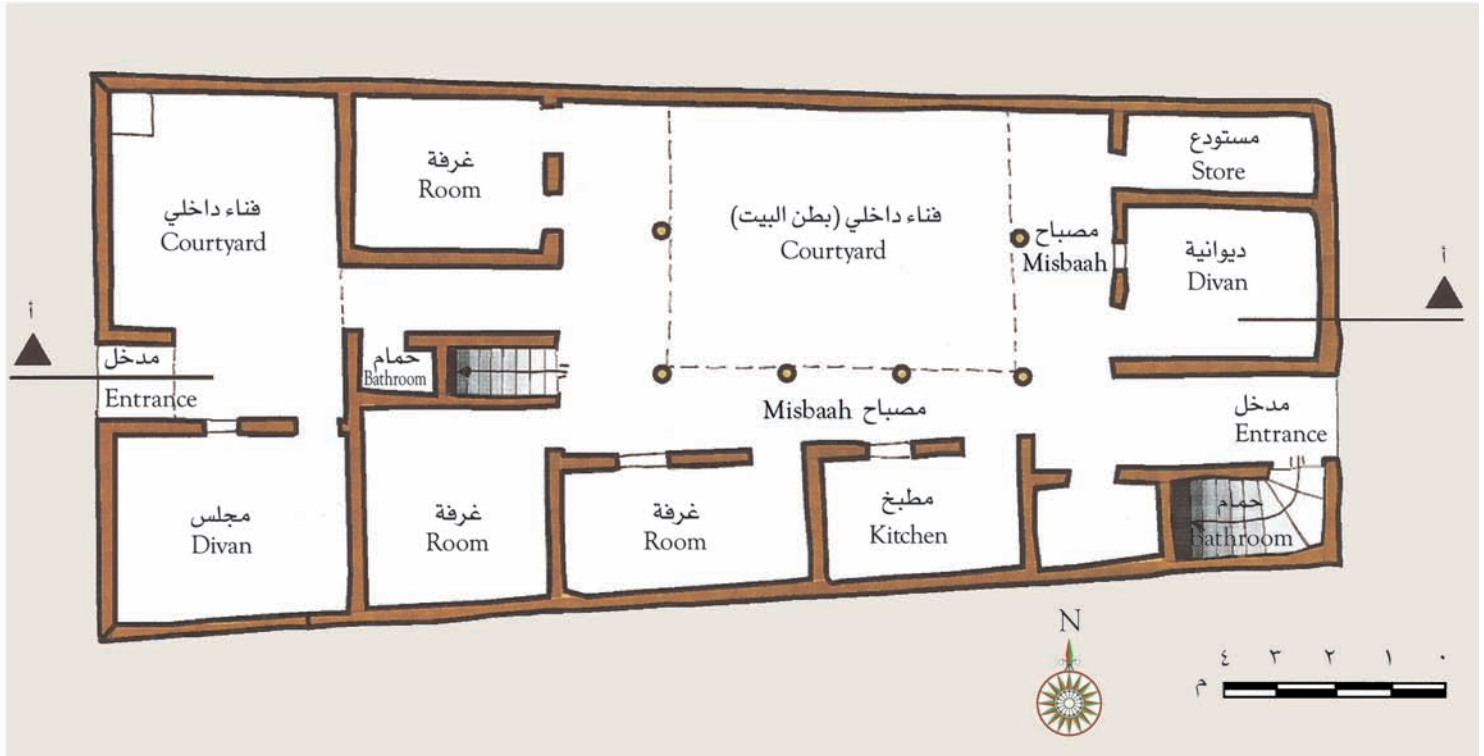 غرفة
Room
مستودع
Store
فناء داخلي
Courtyard
فناء داخلي (بطن البيت)
Courtyard
مصباح
Misbaah
ديوانية
Divan
أ
أ
مدخل
Entrance
حمام
Bathroom
Misbaah مصباح
مدخل
Entrance
مجلس
Divan
غرفة
Room
غرفة
Room
مطبخ
Kitchen
حمام
Bathroom
N
٤ ٣ ٢ ١ ٠
م